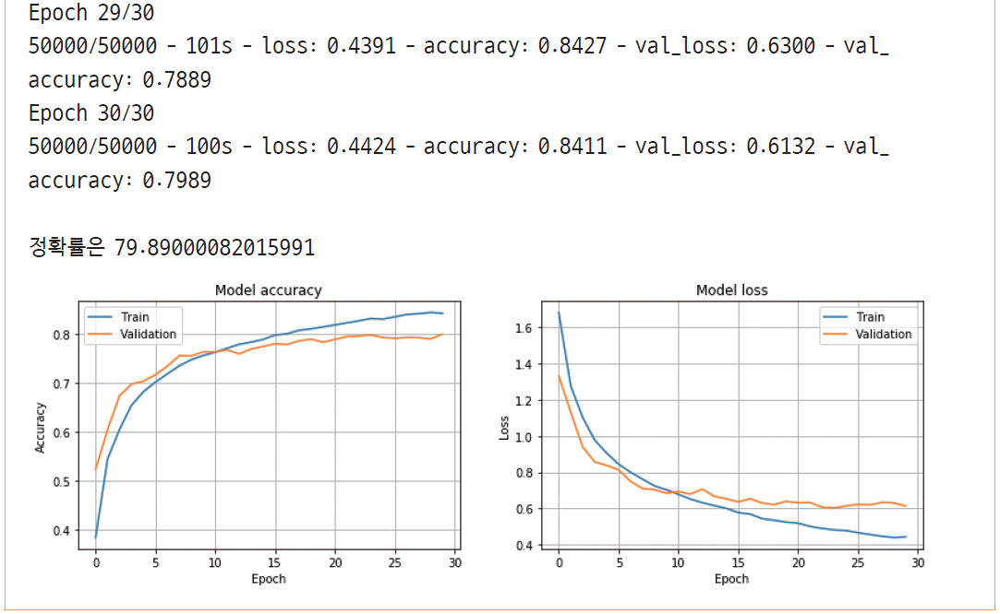 Epoch 29/30
50000/50000 - 101s - loss: 0.4391 - accuracy: 0.8427 - val_loss: 0.6300 - val_
accuracy: 0.7889
Epoch 30/30
50000/50000 - 100s - loss: 0.4424 - accuracy: 0.8411 - val_loss: 0.6132 - val_
accuracy: 0.7989
정확률은 79.89000082015991
Model accuracy
Train
Validation
0.8
0.7
0.6
0.5
0.4
Accuracy
0 5 10 15 20 25 30
Epoch
Model loss
Train
Validation
1.6
1.4
1.2
1.0
0.8
0.6
0.4
Loss
0 5 10 15 20 25 30
Epoch